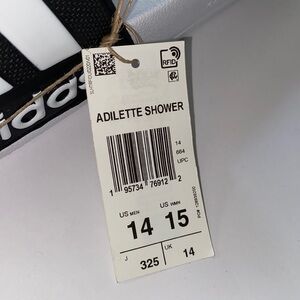 RFID
ADILETTE SHOWER
14
664
UPC
1 95734 76912 2
US MEN US WMN
14 15
J UK
325 14
adidas